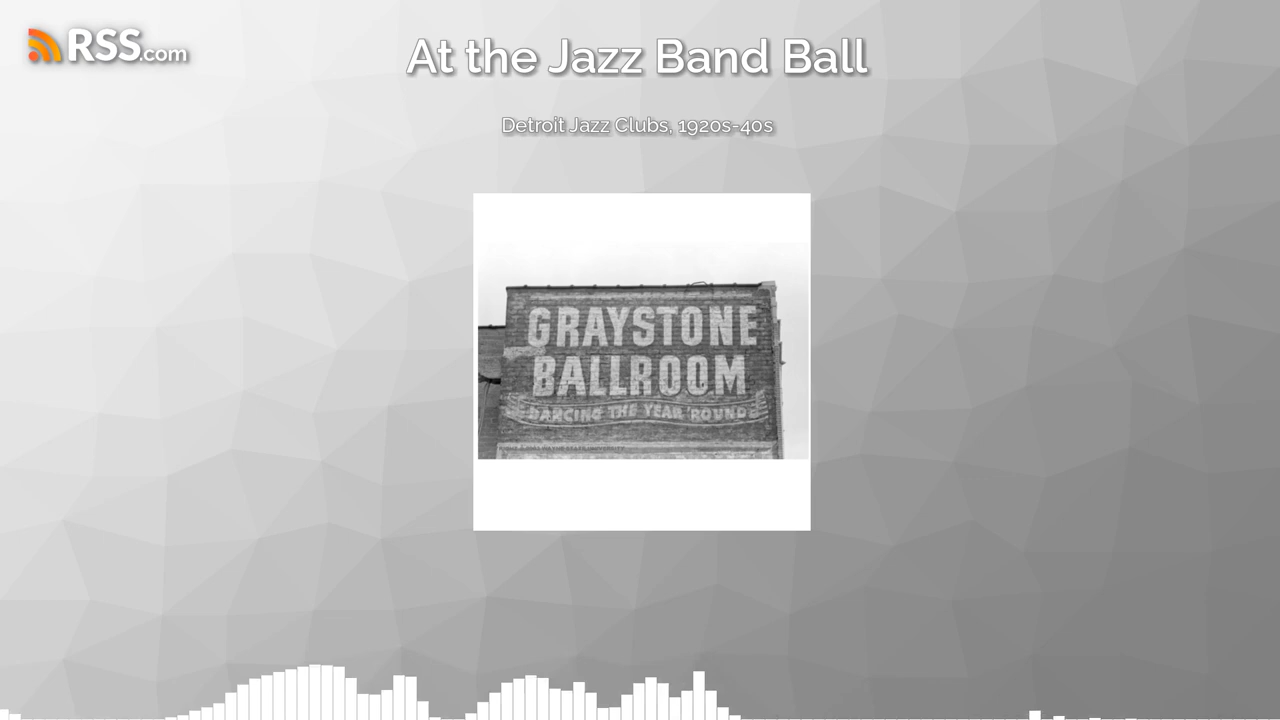 RSS.com
At the Jazz Band Ball
Detroit Jazz Clubs, 1920s-40s
GRAYSTONE
BALLROOM
DANCING THE YEAR 'ROUND